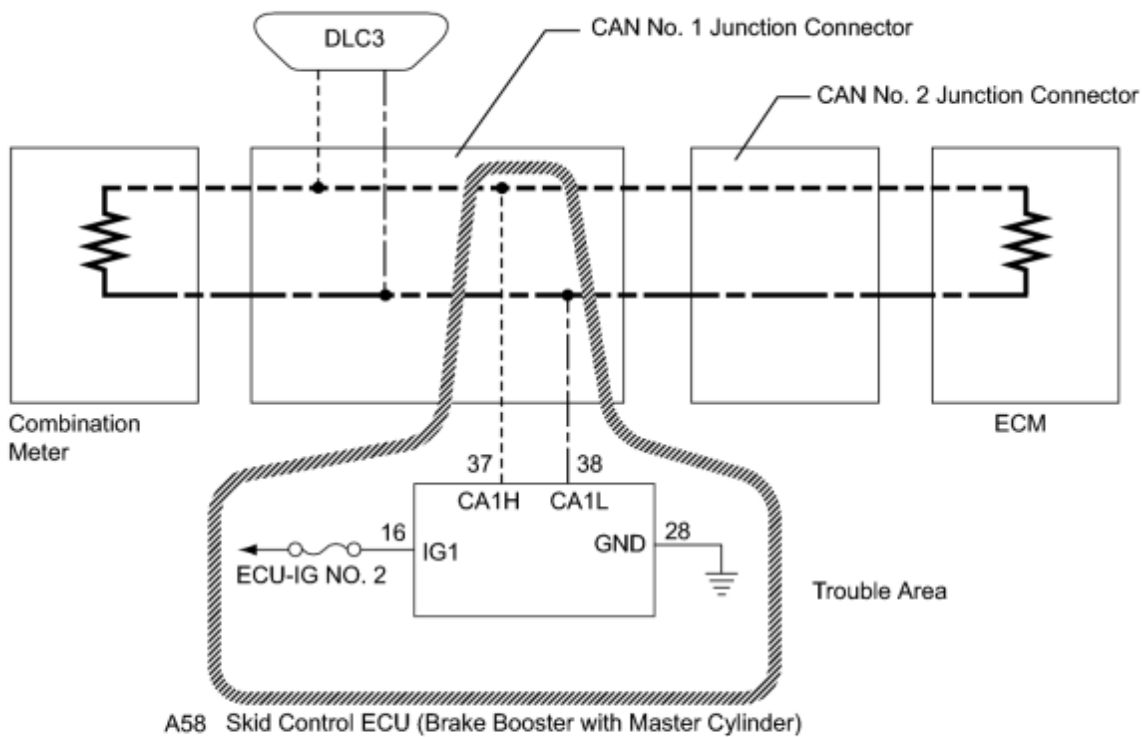 DLC3
CAN No. 1 Junction Connector
CAN No. 2 Junction Connector
Combination
Meter
ECM
37
38
CA1H
CA1L
16
IG1
GND
28
ECU-IG NO. 2
Trouble Area
A58 Skid Control ECU (Brake Booster with Master Cylinder)